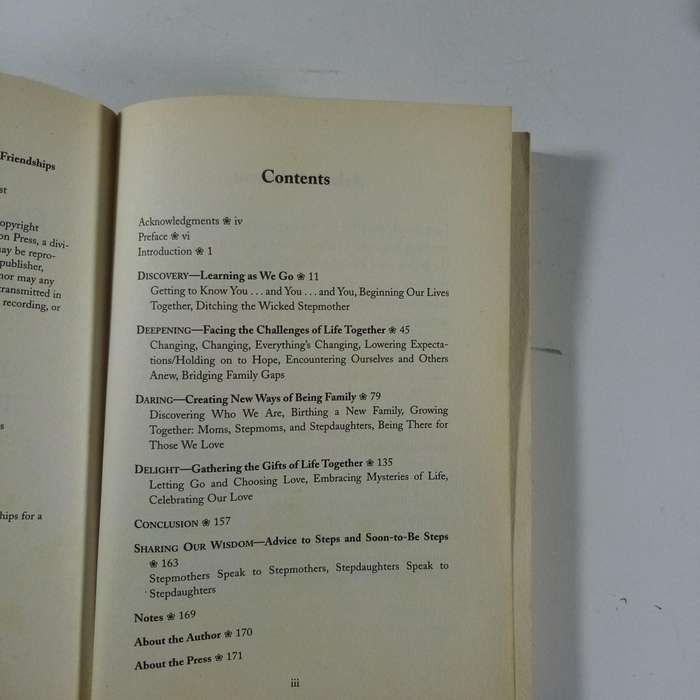 Friendships
st
opyright
on Press, a divi-
may be repro-
publisher,
nor may any
transmitted in
recording, or
s
hips for a
Contents
Acknowledgments ❀ iv
Preface ❀ vi
Introduction ❀ 1
DISCOVERY—Learning as We Go ❀ 11
Getting to Know You . . . and You . . . and You, Beginning Our Lives
Together, Ditching the Wicked Stepmother
DEEPENING—Facing the Challenges of Life Together ❀ 45
Changing, Changing, Everything's Changing, Lowering Expecta-
tions/Holding on to Hope, Encountering Ourselves and Others
Anew, Bridging Family Gaps
DARING—Creating New Ways of Being Family ❀ 79
Discovering Who We Are, Birthing a New Family, Growing
Together: Moms, Stepmoms, and Stepdaughters, Being There for
Those We Love
DELIGHT—Gathering the Gifts of Life Together ❀ 135
Letting Go and Choosing Love, Embracing Mysteries of Life,
Celebrating Our Love
CONCLUSION ❀ 157
SHARING OUR WISDOM—Advice to Steps and Soon-to-Be Steps
❀ 163
Stepmothers Speak to Stepmothers, Stepdaughters Speak to
Stepdaughters
Notes ❀ 169
About the Author ❀ 170
About the Press ❀ 171
iii